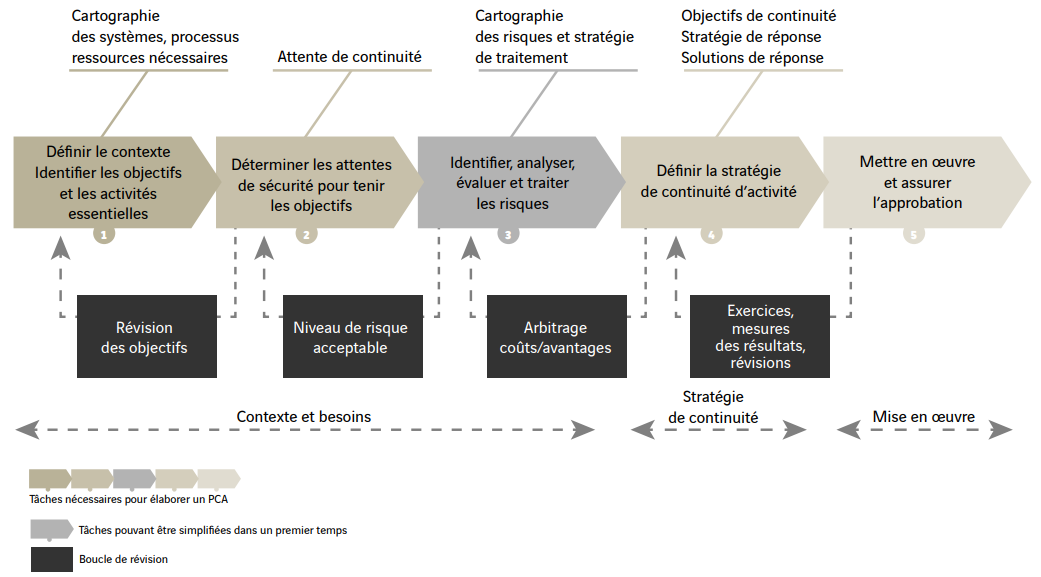 Cartographie
des systèmes, processus
ressources nécessaires
Attente de continuité
Cartographie
des risques et stratégie
de traitement
Objectifs de continuité
Stratégie de réponse
Solutions de réponse
Définir le contexte
Identifier les objectifs
et les activités
essentielles
1
Déterminer les attentes
de sécurité pour tenir
les objectifs
2
Identifier, analyser,
évaluer et traiter
les risques
3
Définir la stratégie
de continuité d’activité
4
Mettre en œuvre
et assurer
l’approbation
5
Révision
des objectifs
Niveau de risque
acceptable
Arbitrage
coûts/avantages
Exercices,
mesures
des résultats,
révisions
Contexte et besoins
Stratégie
de continuité
Mise en œuvre
Tâches nécessaires pour élaborer un PCA
Tâches pouvant être simplifiées dans un premier temps
Boucle de révision